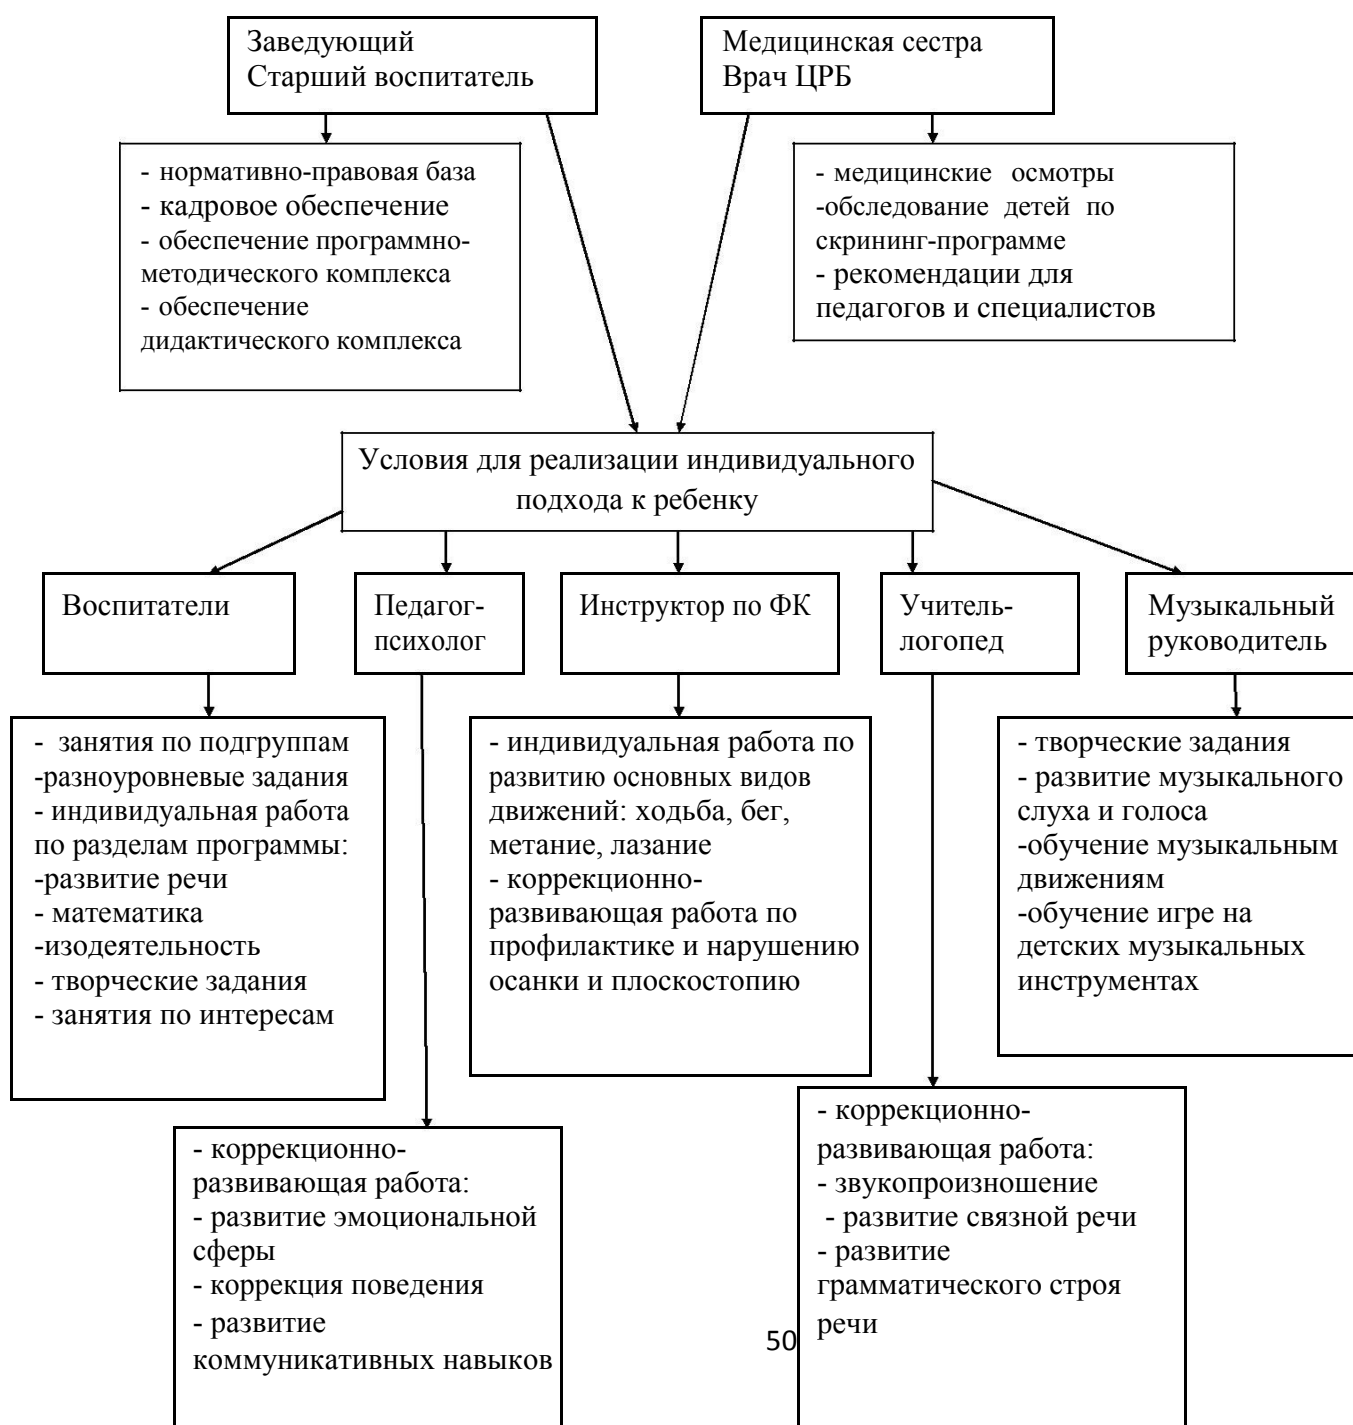 Заведующий
Старший воспитатель
Медицинская сестра
Врач ЦРБ
- нормативно-правовая база
- кадровое обеспечение
- обеспечение программно-
методического комплекса
- обеспечение
дидактического комплекса
- медицинские осмотры
-обследование детей по
скрининг-программе
- рекомендации для
педагогов и специалистов
Условия для реализации индивидуального
подхода к ребенку
Воспитатели
Педагог-
психолог
Инструктор по ФК
Учитель-
логопед
Музыкальный
руководитель
- занятия по подгруппам
-разноуровневые задания
- индивидуальная работа
по разделам программы:
-развитие речи
- математика
-изодеятельность
- творческие задания
- занятия по интересам
- индивидуальная работа по
развитию основных видов
движений: ходьба, бег,
метание, лазание
- коррекционно-
развивающая работа по
профилактике и нарушению
осанки и плоскостопию
- творческие задания
- развитие музыкального
слуха и голоса
-обучение музыкальным
движениям
-обучение игре на
детских музыкальных
инструментах
- коррекционно-
развивающая работа:
- развитие эмоциональной
сферы
- коррекция поведения
- развитие
коммуникативных навыков
- коррекционно-
развивающая работа:
- звукопроизношение
- развитие связной речи
- развитие
грамматического строя
речи
50